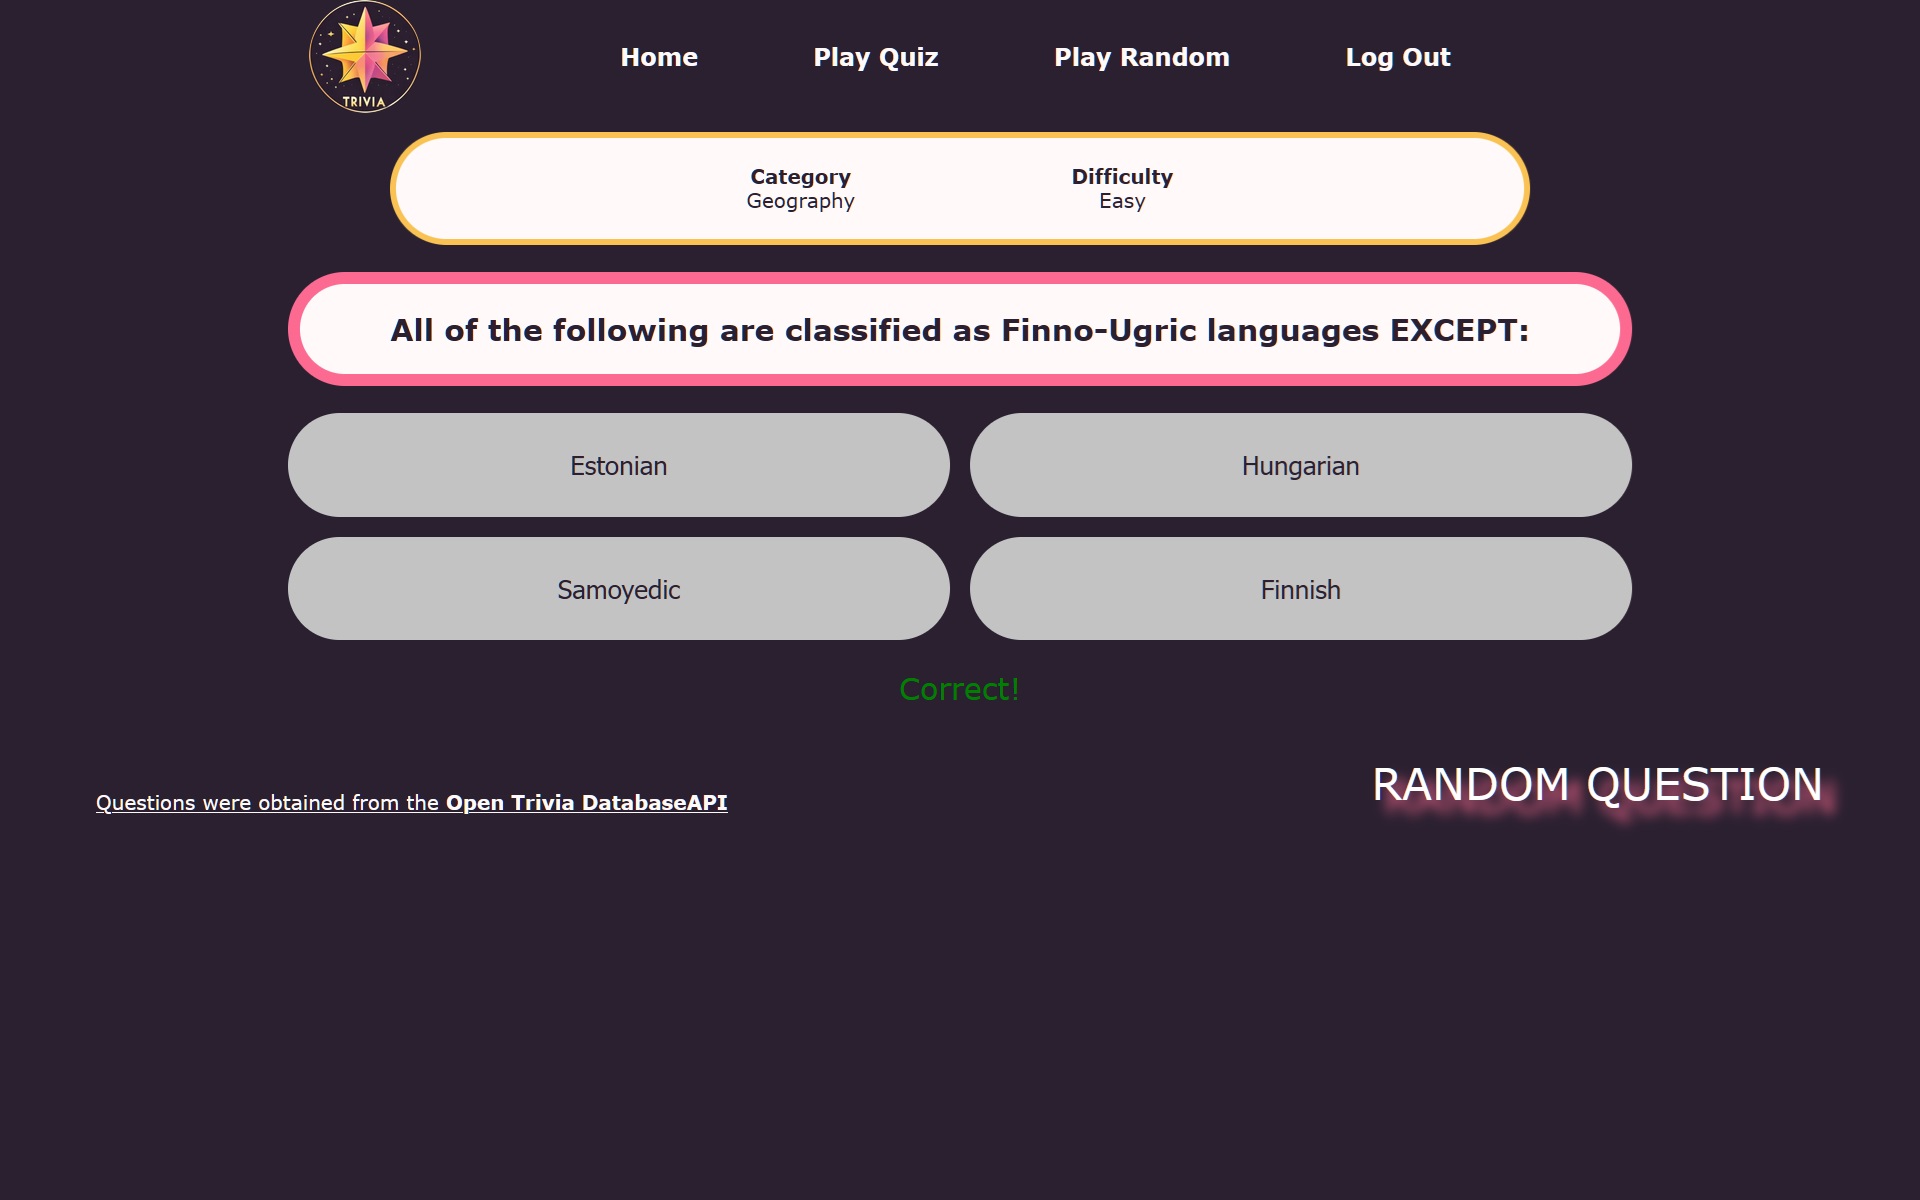 TRIVIA
Home Play Quiz Play Random Log Out
Category Difficulty
Geography Easy
All of the following are classified as Finno-Ugric languages EXCEPT:
Estonian Hungarian
Samoyedic Finnish
Correct!
RANDOM QUESTION
Questions were obtained from the Open Trivia DatabaseAPI